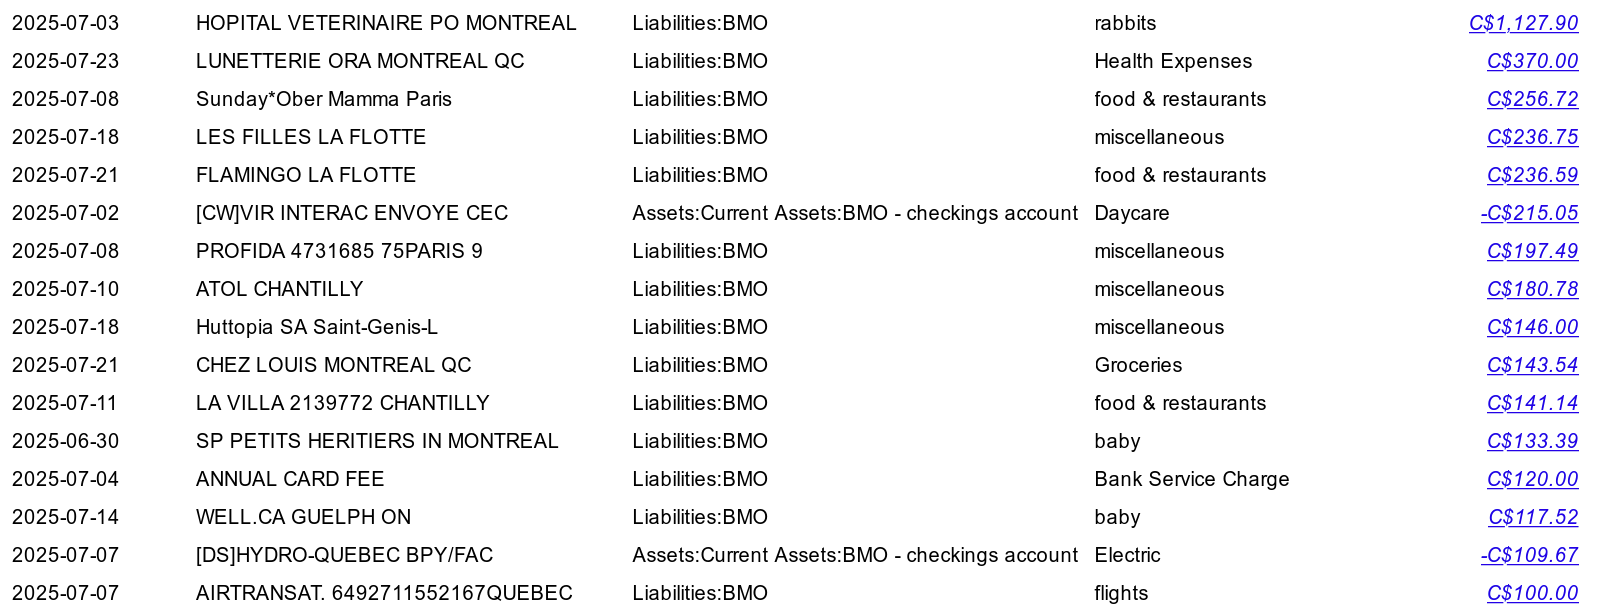 2025-07-03 HOPITAL VETERINAIRE PO MONTREAL Liabilities:BMO rabbits C$1,127.90
2025-07-23 LUNETTERIE ORA MONTREAL QC Liabilities:BMO Health Expenses C$370.00
2025-07-08 Sunday*Ober Mamma Paris Liabilities:BMO food & restaurants C$256.72
2025-07-18 LES FILLES LA FLOTTE Liabilities:BMO miscellaneous C$236.75
2025-07-21 FLAMINGO LA FLOTTE Liabilities:BMO food & restaurants C$236.59
2025-07-02 [CW]VIR INTERAC ENVOYE CEC Assets:Current Assets:BMO - checkings account Daycare -C$215.05
2025-07-08 PROFIDA 4731685 75PARIS 9 Liabilities:BMO miscellaneous C$197.49
2025-07-10 ATOL CHANTILLY Liabilities:BMO miscellaneous C$180.78
2025-07-18 Huttopia SA Saint-Genis-L Liabilities:BMO miscellaneous C$146.00
2025-07-21 CHEZ LOUIS MONTREAL QC Liabilities:BMO Groceries C$143.54
2025-07-11 LA VILLA 2139772 CHANTILLY Liabilities:BMO food & restaurants C$141.14
2025-06-30 SP PETITS HERITIERS IN MONTREAL Liabilities:BMO baby C$133.39
2025-07-04 ANNUAL CARD FEE Liabilities:BMO Bank Service Charge C$120.00
2025-07-14 WELL.CA GUELPH ON Liabilities:BMO baby C$117.52
2025-07-07 [DS]HYDRO-QUEBEC BPY/FAC Assets:Current Assets:BMO - checkings account Electric -C$109.67
2025-07-07 AIRTRANSAT. 6492711552167QUEBEC Liabilities:BMO flights C$100.00